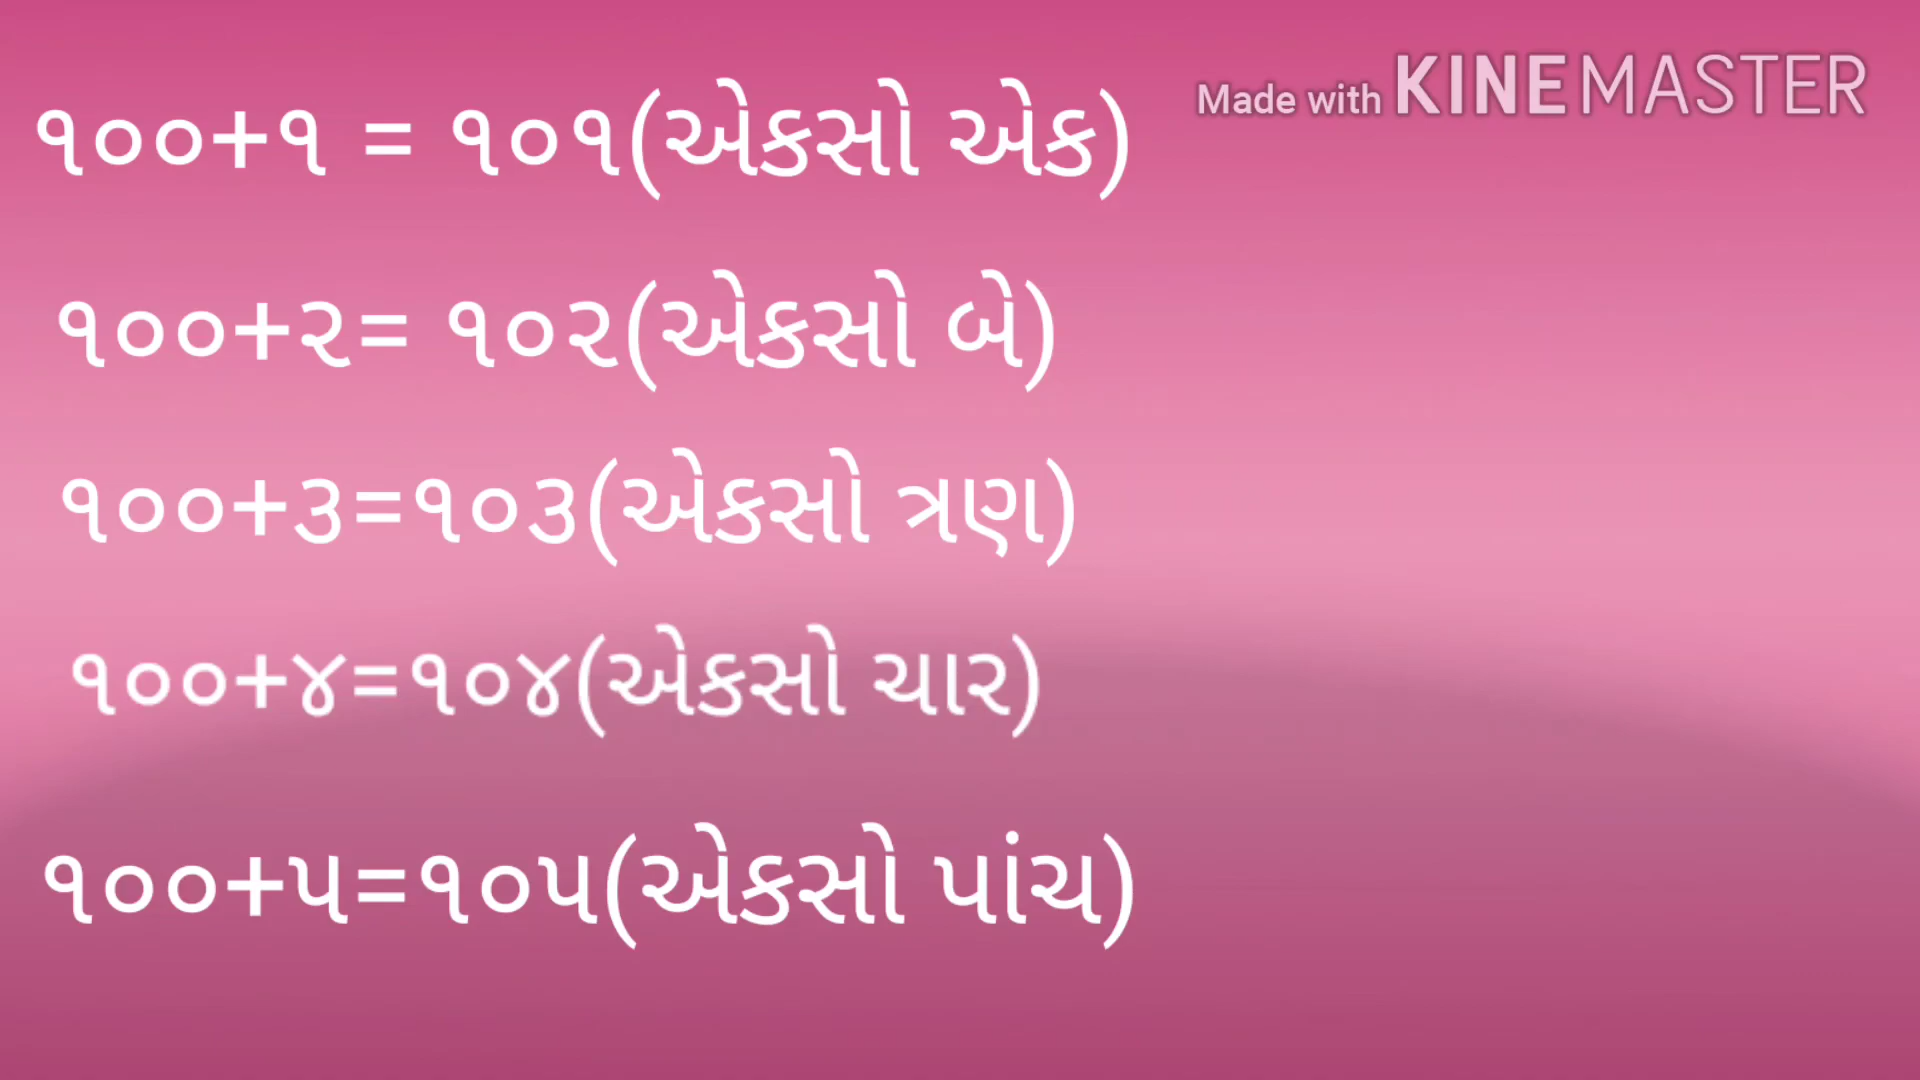 ૧૦૦+૧ = ૧૦૧(એકસો એક)
Made with KINEMASTER
૧૦૦+૨= ૧૦૨(એકસો બે)
૧૦૦+૩=૧૦૩(એકસો ત્રણ)
૧૦૦+૪=૧૦૪(એકસો ચાર)
૧૦૦+૫=૧૦૫(એકસો પાંચ)